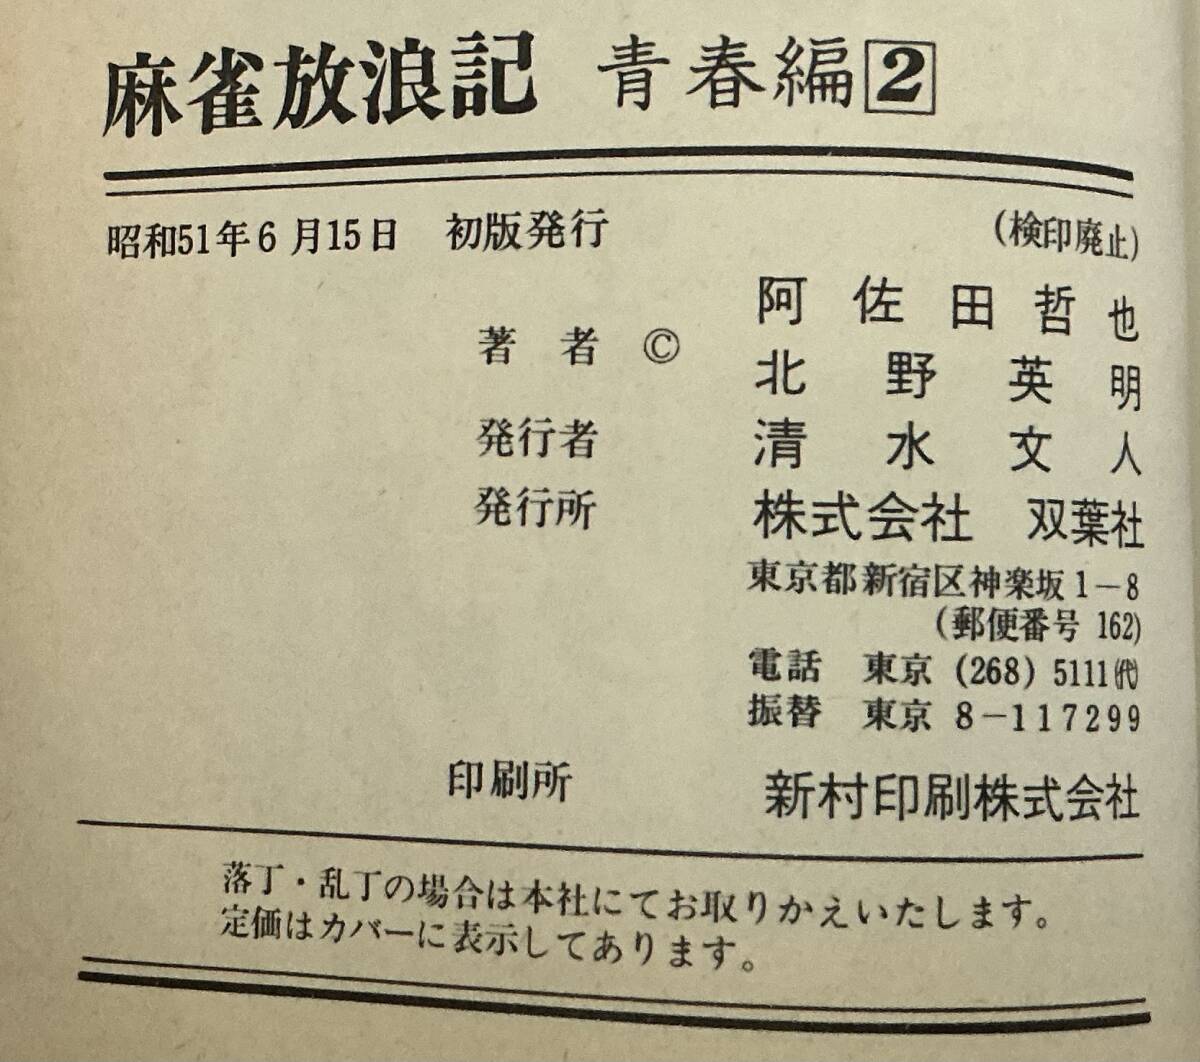 麻雀放浪記 青春編2
昭和51年6月15日 初版発行 (検印廃止)
著者 © 阿佐田哲也
北野英明
発行者 清水文人
発行所 株式会社 双葉社
東京都新宿区神楽坂1−8
(郵便番号 162)
電話 東京 (268) 5111(代)
振替 東京 8−117299
印刷所 新村印刷株式会社
落丁・乱丁の場合は本社にてお取りかえいたします。
定価はカバーに表示してあります。